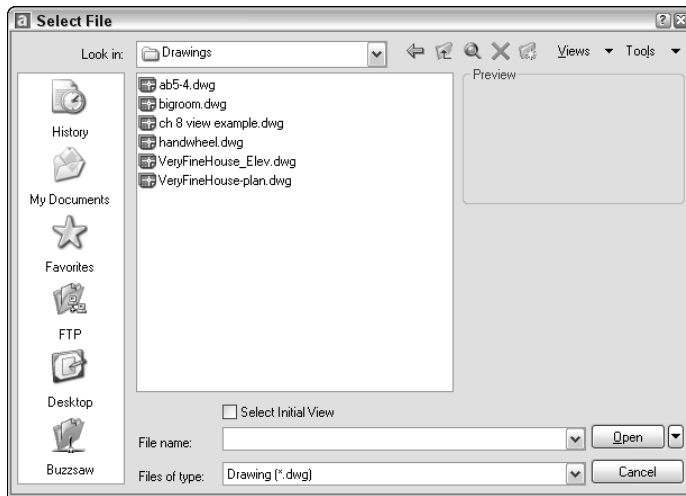 a Select File
Look in: Drawings Views Tools
Preview
ab5-4.dwg
bigroom.dwg
ch 8 view example.dwg
handwheel.dwg
VeryFineHouse_Elev.dwg
VeryFineHouse-plan.dwg
History
My Documents
Favorites
FTP
Desktop
Buzzsaw
Select Initial View
File name: Open
Files of type: Drawing (*.dwg) Cancel